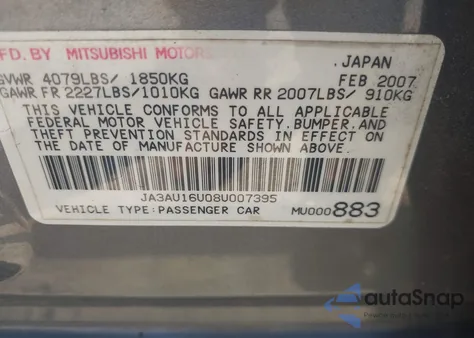 MFD.BY MITSUBISHI MOTORS
JAPAN
GVWR 4079LBS/ 1850KG
FEB 2007
GAWR FR 2227LBS/1010KG GAWR RR 2007LBS/ 910KG
THIS VEHICLE CONFORMS TO ALL APPLICABLE
FEDERAL MOTOR VEHICLE SAFETY,BUMPER,AND
THEFT PREVENTION STANDARDS IN EFFECT ON
THE DATE OF MANUFACTURE SHOWN ABOVE.
JA3AU16U08U007395
VEHICLE TYPE:PASSENGER CAR
MU000883
autoSnap